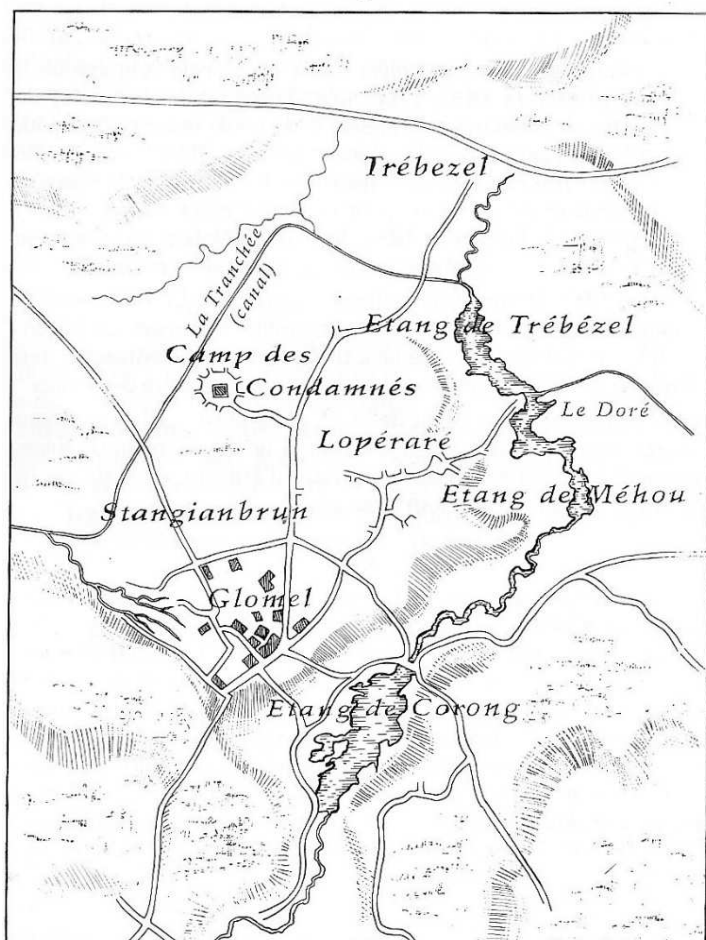 Trébezel
La Tranchée
(canal)
Etang de Trébézel
Camp des
Condamnés
Le Doré
Lopéraré
Etang de Méhou
Stangianbrun
Glomel
Etang de Corong